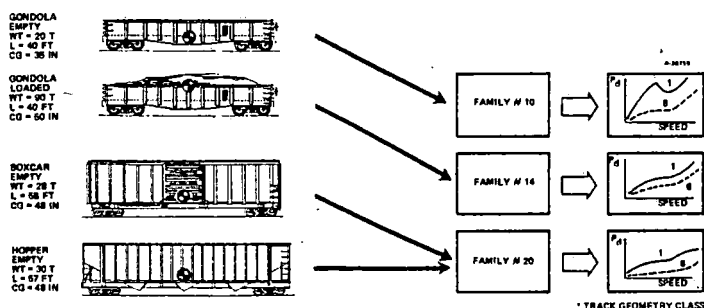 GONDOLA
EMPTY
WT = 20 T
L = 40 FT
CG = 35 IN
GONDOLA
LOADED
WT = 90 T
L = 40 FT
CG = 60 IN
BOXCAR
EMPTY
WT = 28 T
L = 56 FT
CG = 48 IN
HOPPER
EMPTY
WT = 30 T
L = 57 FT
CG = 48 IN
FAMILY # 10
FAMILY # 14
FAMILY # 20
Pd
1
6
SPEED
Pd
1
6
SPEED
Pd
1
6
SPEED
* TRACK GEOMETRY CLASS